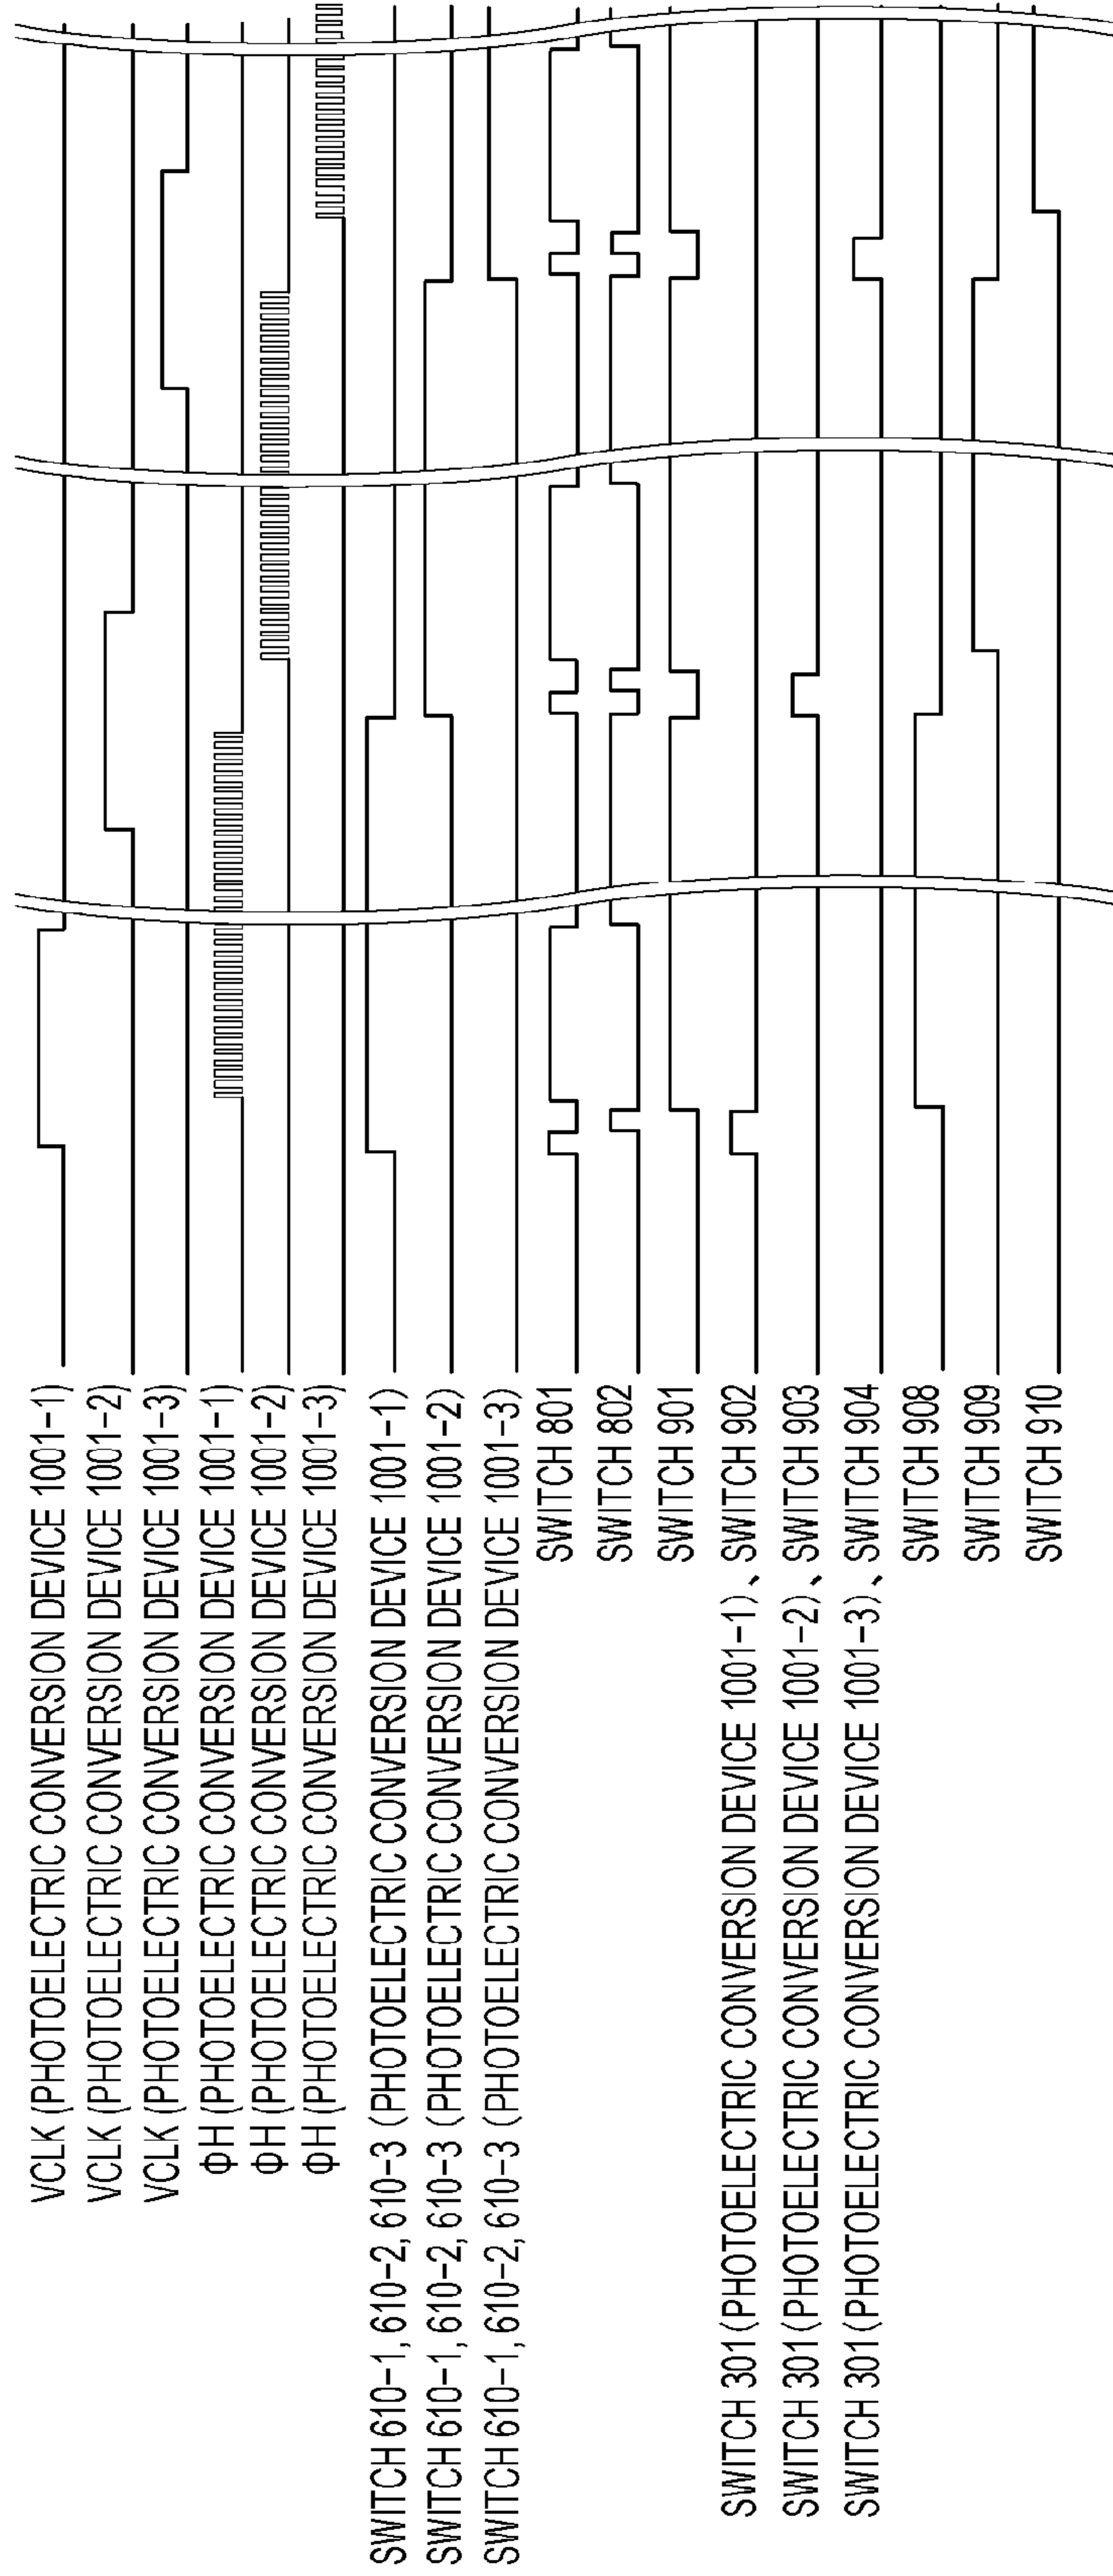 VCLK (PHOTOELECTRIC CONVERSION DEVICE 1001-1)
VCLK (PHOTOELECTRIC CONVERSION DEVICE 1001-2)
VCLK (PHOTOELECTRIC CONVERSION DEVICE 1001-3)
ΦH (PHOTOELECTRIC CONVERSION DEVICE 1001-1)
ΦH (PHOTOELECTRIC CONVERSION DEVICE 1001-2)
ΦH (PHOTOELECTRIC CONVERSION DEVICE 1001-3)
SWITCH 610-1, 610-2, 610-3 (PHOTOELECTRIC CONVERSION DEVICE 1001-1)
SWITCH 610-1, 610-2, 610-3 (PHOTOELECTRIC CONVERSION DEVICE 1001-2)
SWITCH 610-1, 610-2, 610-3 (PHOTOELECTRIC CONVERSION DEVICE 1001-3)
SWITCH 801
SWITCH 802
SWITCH 901
SWITCH 301 (PHOTOELECTRIC CONVERSION DEVICE 1001-1)、SWITCH 902
SWITCH 301 (PHOTOELECTRIC CONVERSION DEVICE 1001-2)、SWITCH 903
SWITCH 301 (PHOTOELECTRIC CONVERSION DEVICE 1001-3)、SWITCH 904
SWITCH 908
SWITCH 909
SWITCH 910